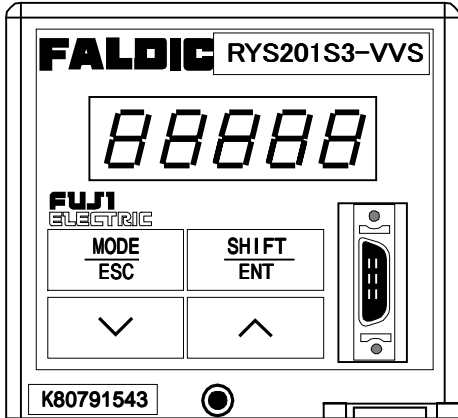 FALDIC RYS201S3-VVS
88888
FUJI
ELECTRIC
MODE
ESC
SHIFT
ENT
K80791543